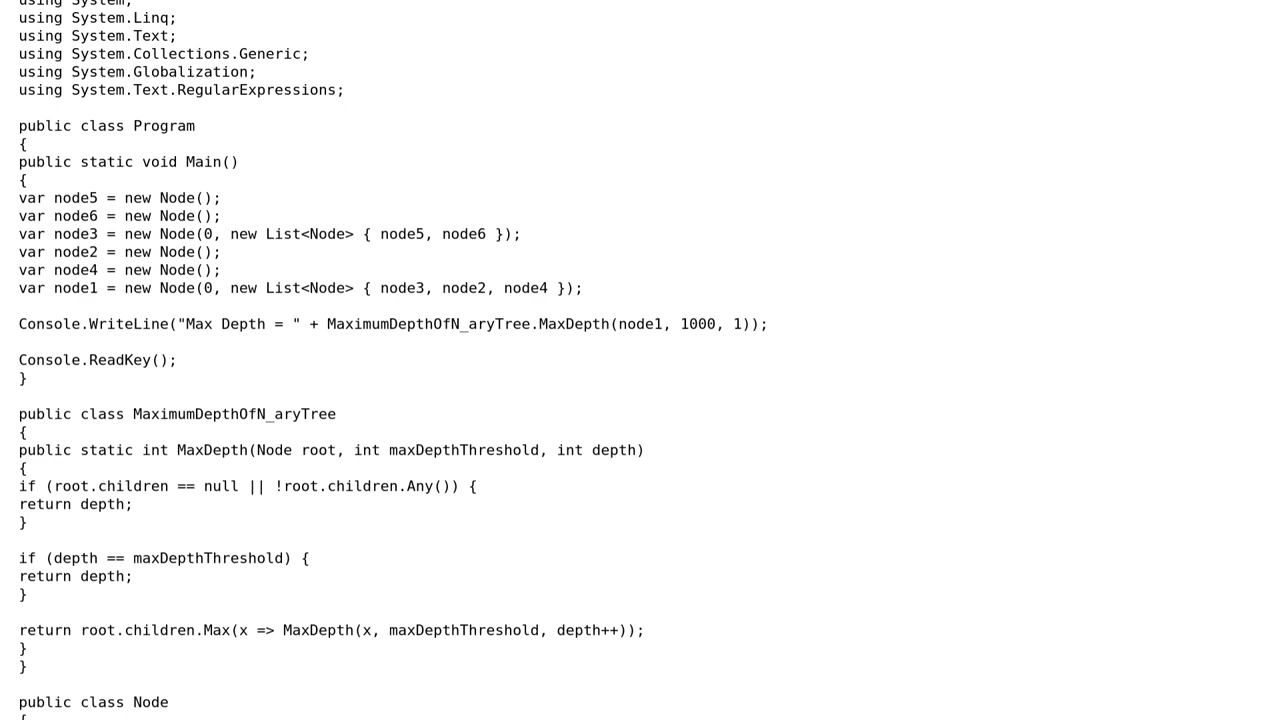 using System;
using System.Linq;
using System.Text;
using System.Collections.Generic;
using System.Globalization;
using System.Text.RegularExpressions;
public class Program
{
public static void Main()
{
var node5 = new Node();
var node6 = new Node();
var node3 = new Node(0, new List<Node> { node5, node6 });
var node2 = new Node();
var node4 = new Node();
var node1 = new Node(0, new List<Node> { node3, node2, node4 });
Console.WriteLine("Max Depth = " + MaximumDepthOfN_aryTree.MaxDepth(node1, 1000, 1));
Console.ReadKey();
}
public class MaximumDepthOfN_aryTree
{
public static int MaxDepth(Node root, int maxDepthThreshold, int depth)
{
if (root.children == null || !root.children.Any()) {
return depth;
}
if (depth == maxDepthThreshold) {
return depth;
}
return root.children.Max(x => MaxDepth(x, maxDepthThreshold, depth++));
}
}
public class Node
{